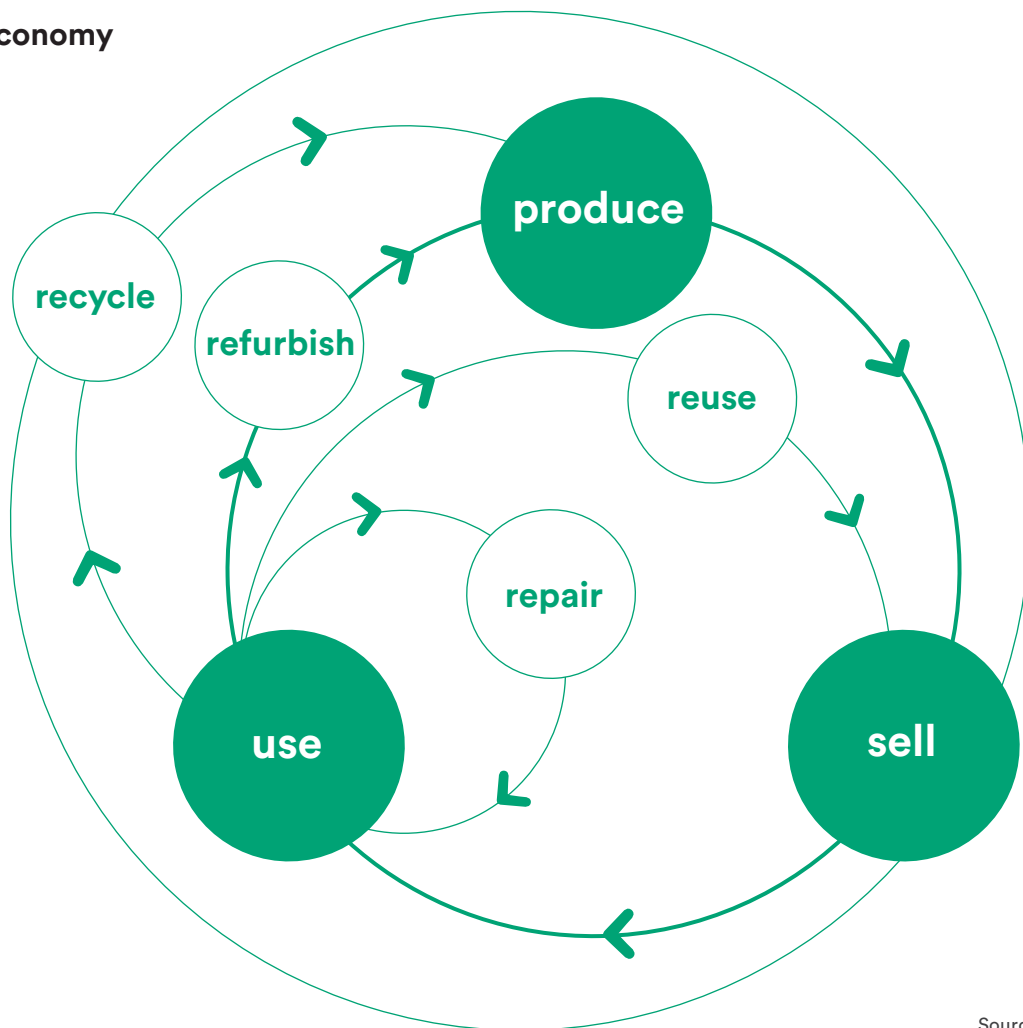 conomy
produce
recycle
refurbish
reuse
repair
use
sell
Sourc